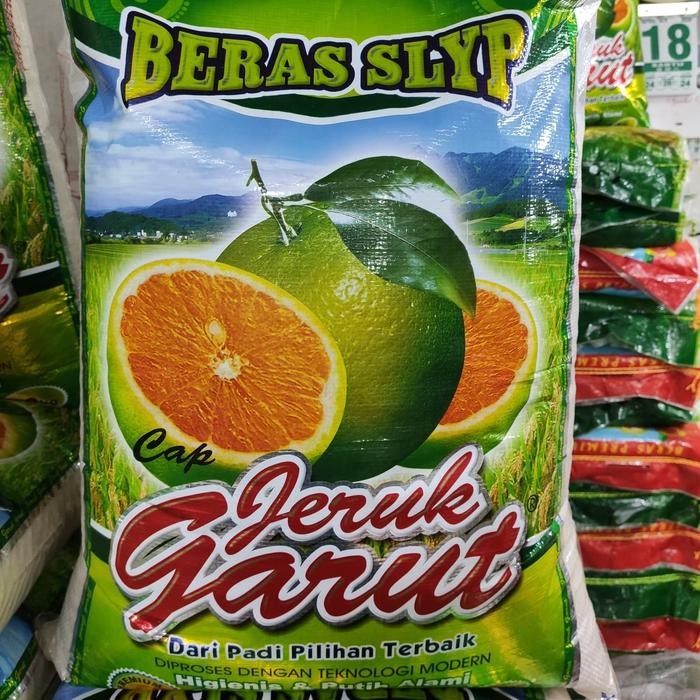 BERAS SLYP
Cap
Jeruk
Garut
®
Dari Padi Pilihan Terbaik
DIPROSES DENGAN TEKNOLOGI MODERN
Higienis & Putih Alami
18